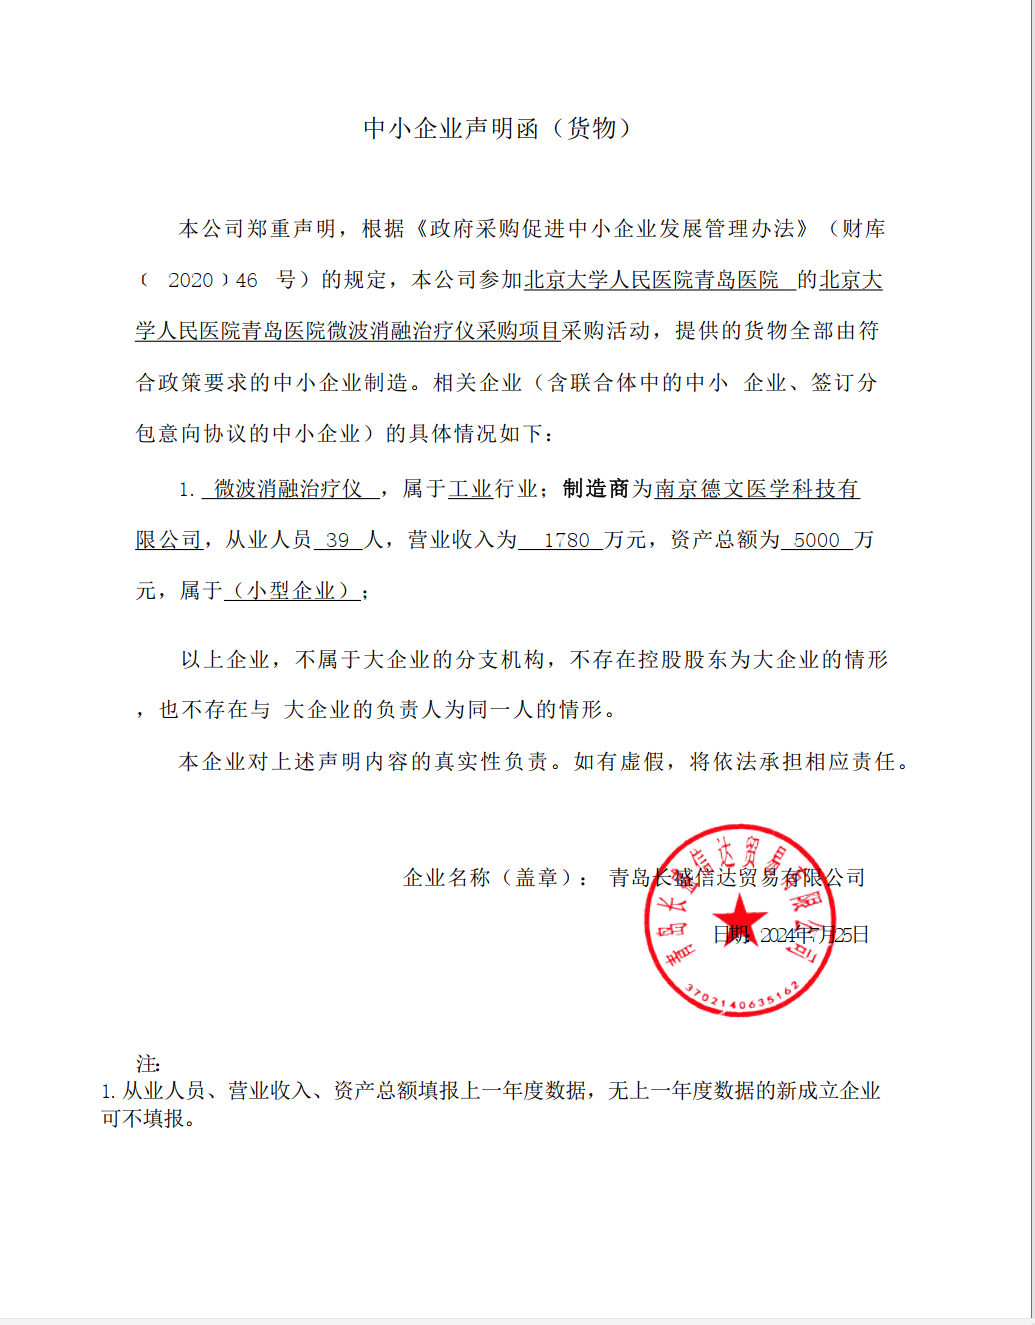 中小企业声明函（货物）
本公司郑重声明，根据《政府采购促进中小企业发展管理办法》（财库
﹝ 2020﹞46 号）的规定，本公司参加北京大学人民医院青岛医院 的北京大
学人民医院青岛医院微波消融治疗仪采购项目采购活动，提供的货物全部由符
合政策要求的中小企业制造。相关企业（含联合体中的中小 企业、签订分
包意向协议的中小企业）的具体情况如下：
1. 微波消融治疗仪 ，属于工业行业；制造商为南京德文医学科技有
限公司，从业人员 39 人，营业收入为 1780 万元，资产总额为 5000 万
元，属于（小型企业）；
以上企业，不属于大企业的分支机构，不存在控股股东为大企业的情形
，也不存在与 大企业的负责人为同一人的情形。
本企业对上述声明内容的真实性负责。如有虚假，将依法承担相应责任。
企业名称（盖章）： 青岛长盛信达贸易有限公司
日期：2024年7月25日
青岛长盛信达贸易有限公司
3702140635162
注：
1. 从业人员、营业收入、资产总额填报上一年度数据，无上一年度数据的新成立企业
可不填报。